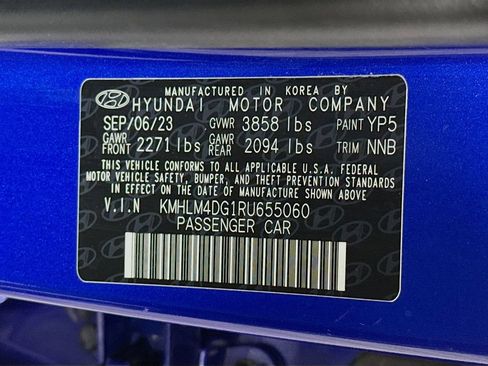 MANUFACTURED IN KOREA BY
HYUNDAI MOTOR COMPANY
SEP/06/23 GVWR 3858 lbs PAINT YP5
GAWR FRONT 2271 lbs GAWR REAR 2094 lbs TRIM NNB
THIS VEHICLE CONFORMS TO ALL APPLICABLE U.S.A. FEDERAL
MOTOR VEHICLE SAFETY, BUMPER, AND THEFT PREVENTION STANDARDS
IN EFFECT ON THE DATE OF MANUFACTURE SHOWN ABOVE.
V.I.N KMHLM4DG1RU655060
PASSENGER CAR